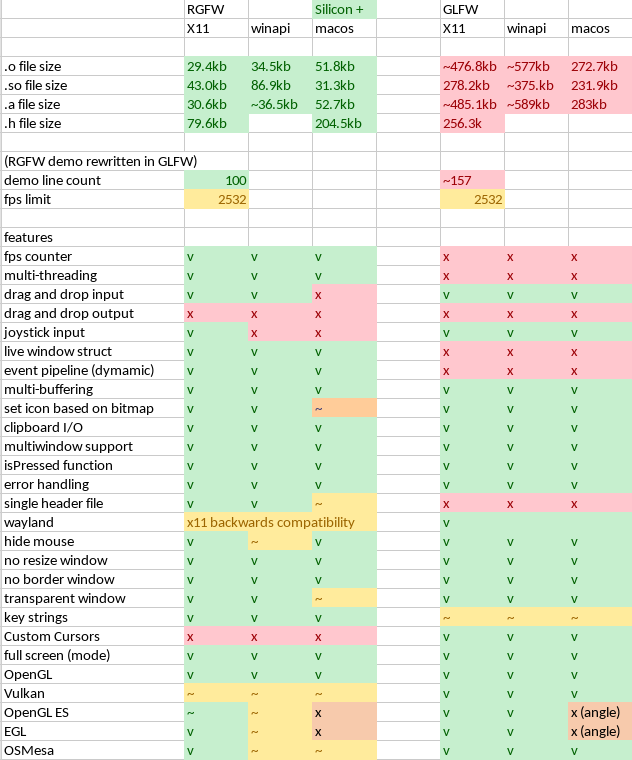 RGFW Silicon + GLFW
X11 winapi macos X11 winapi macos
.o file size 29.4kb 34.5kb 51.8kb ~476.8kb ~577kb 272.7kb
.so file size 43.0kb 86.9kb 31.3kb 278.2kb ~375.kb 231.9kb
.a file size 30.6kb ~36.5kb 52.7kb ~485.1kb ~589kb 283kb
.h file size 79.6kb 204.5kb 256.3k
(RGFW demo rewritten in GLFW)
demo line count 100 ~157
fps limit 2532 2532
features
fps counter v v v x x x
multi-threading v v v x x x
drag and drop input v v x v v v
drag and drop output x x x x x x
joystick input v x x v v v
live window struct v v v x x x
event pipeline (dymamic) v v v x x x
multi-buffering v v v v v v
set icon based on bitmap v v ~ v v v
clipboard I/O v v v v v v
multiwindow support v v v v v v
isPressed function v v v v v v
error handling v v v v v v
single header file v v ~ x x x
wayland x11 backwards compatibility v
hide mouse v ~ v v v v
no resize window v v v v v v
no border window v v v v v v
transparent window v v ~ v v v
key strings v v v ~ ~ ~
Custom Cursors x x x v v v
full screen (mode) v v v v v v
OpenGL v v v v v v
Vulkan ~ ~ ~ v v v
OpenGL ES ~ ~ x v v x (angle)
EGL v ~ x v v x (angle)
OSMesa v ~ ~ v v v